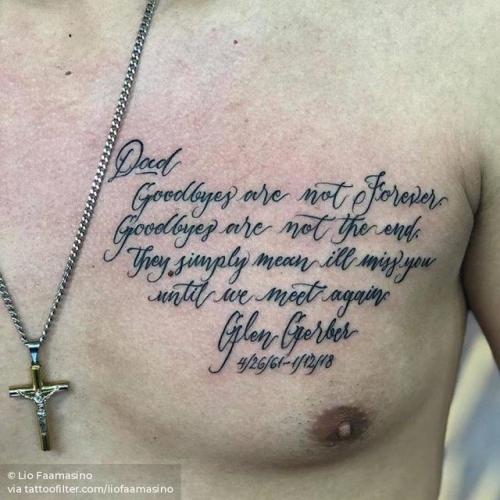 Dad
Goodbyes are not Forever.
Goodbyes are not the end.
They simply mean ill miss you
until we meet again
Glen Gerber
4/26/61-1/12/18
© Lio Faamasino
via tattoofilter.com/liofaamasino